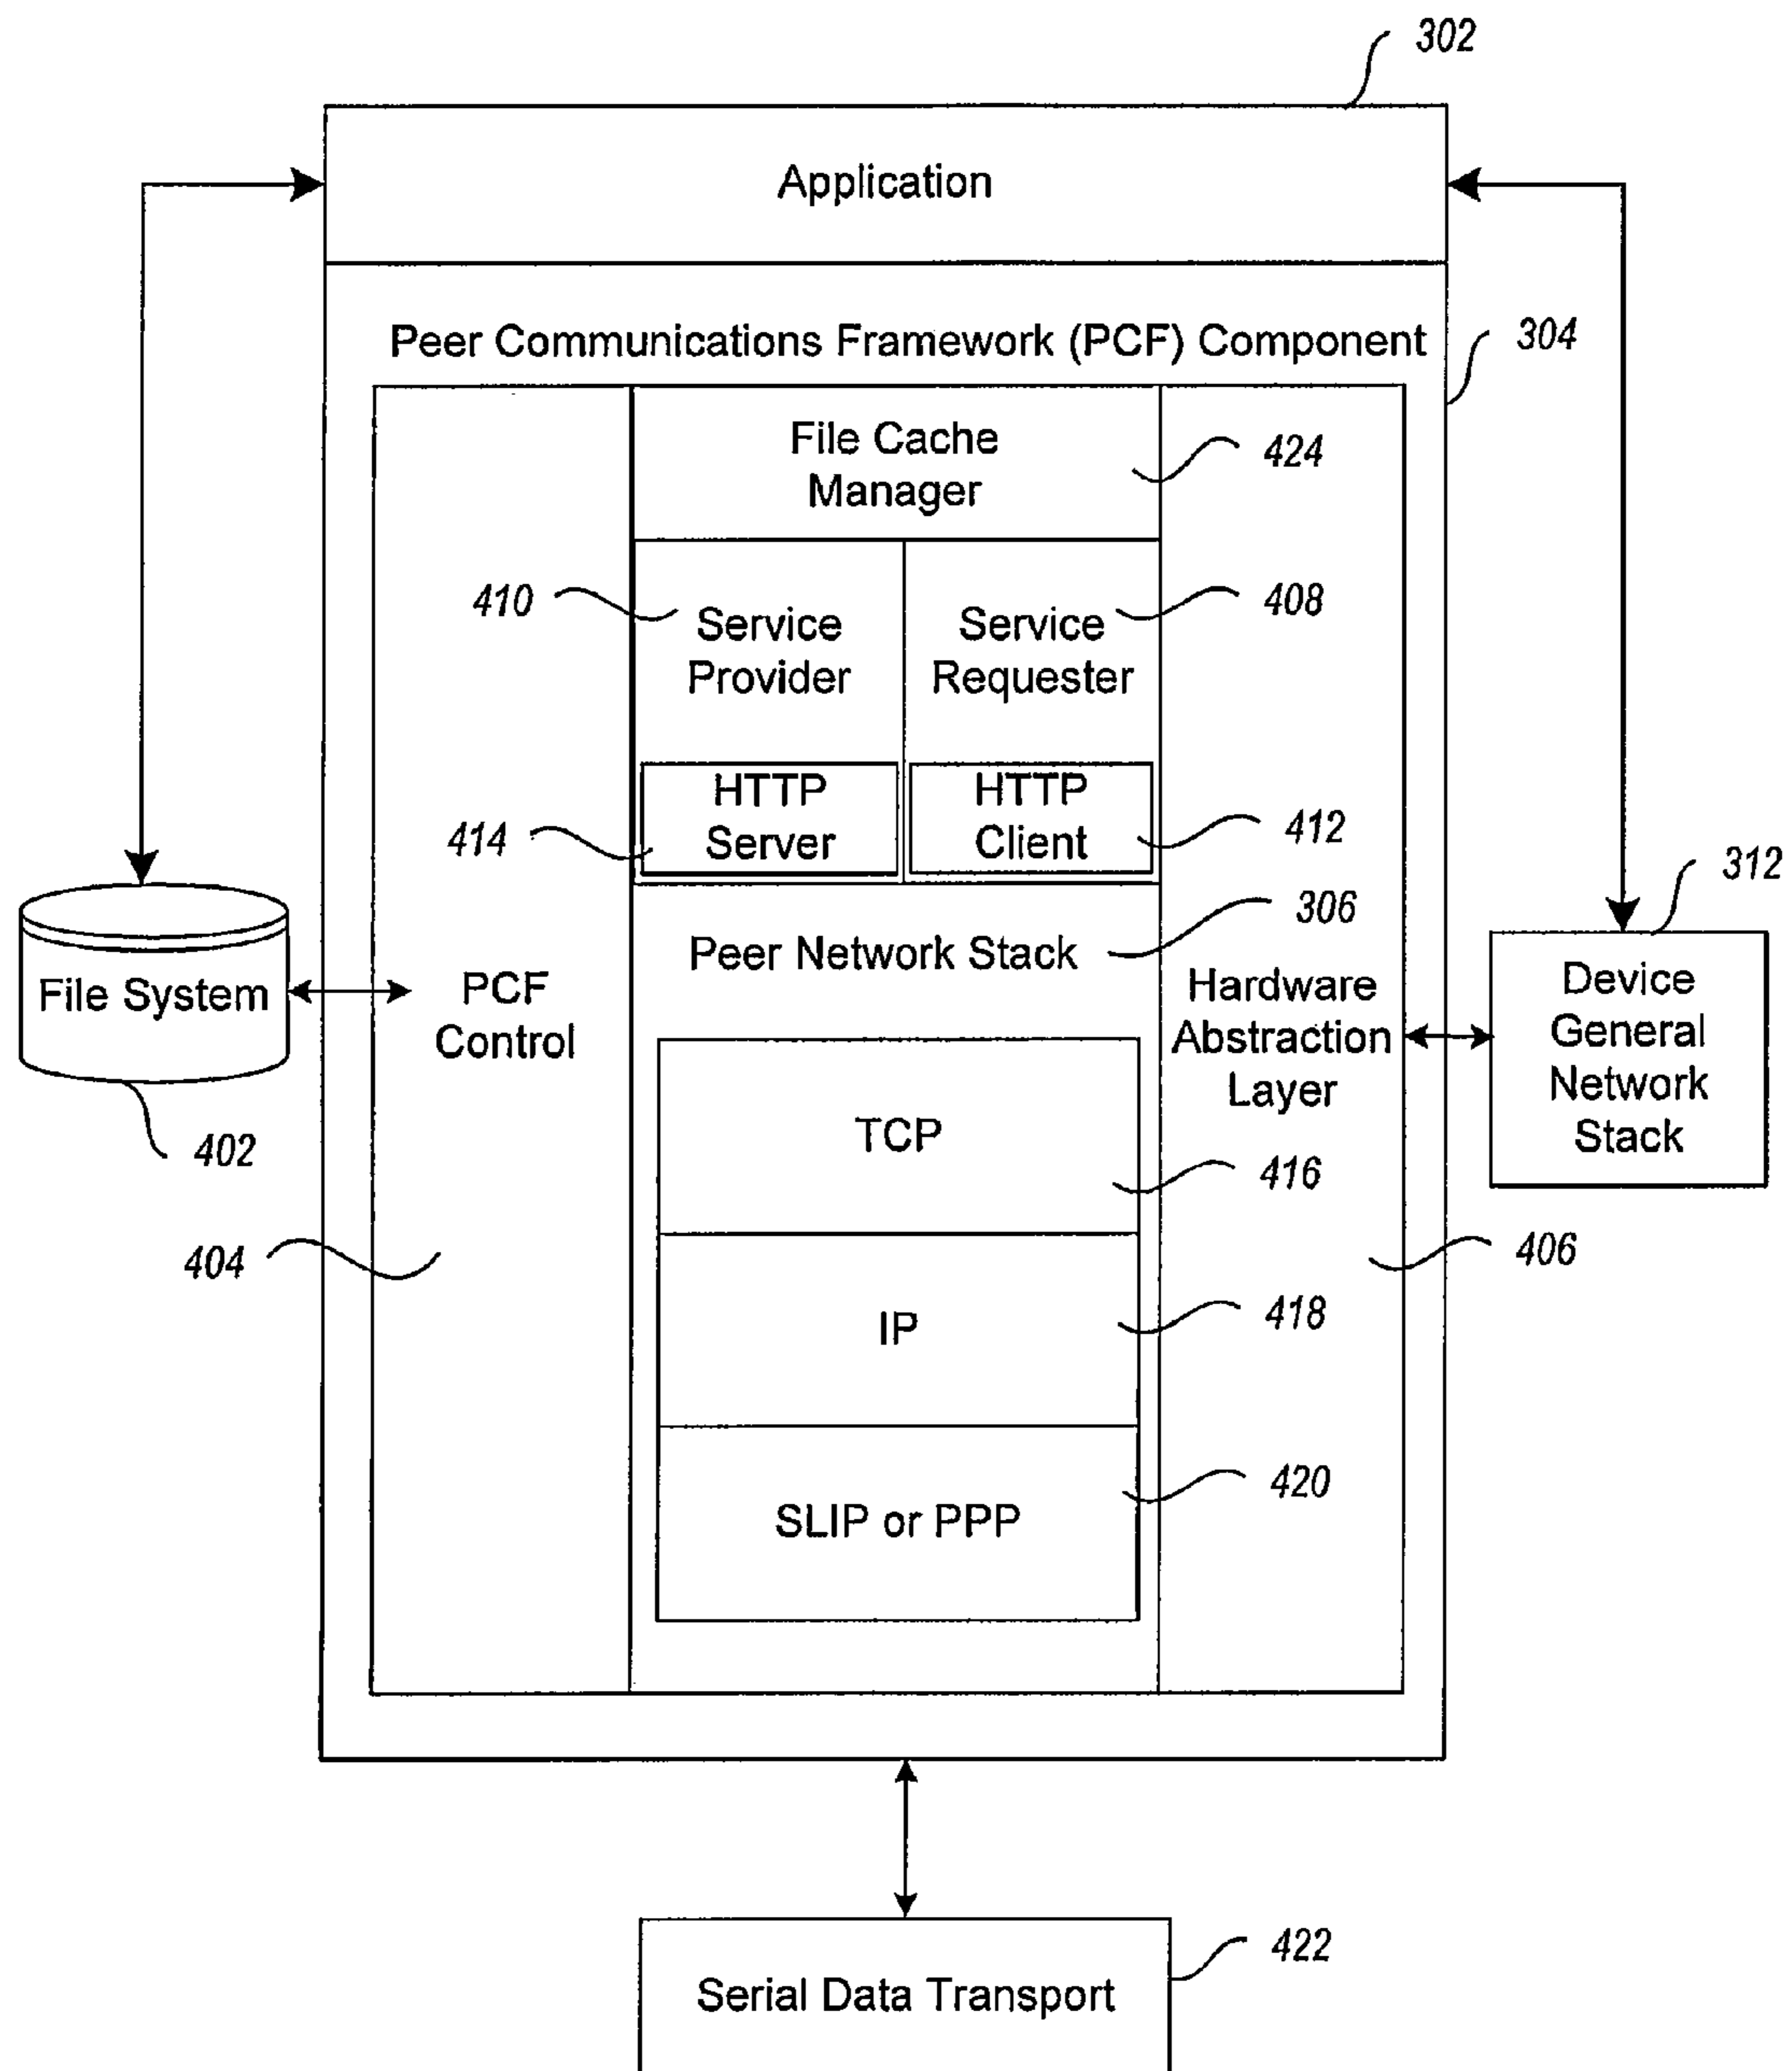 302
Application
Peer Communications Framework (PCF) Component
304
File Cache
Manager
424
410
Service
Provider
Service
Requester
408
HTTP
Server
414
HTTP
Client
412
312
306
Peer Network Stack
File System
402
PCF
Control
Hardware
Abstraction
Layer
Device
General
Network
Stack
TCP
416
404
406
IP
418
SLIP or PPP
420
Serial Data Transport
422